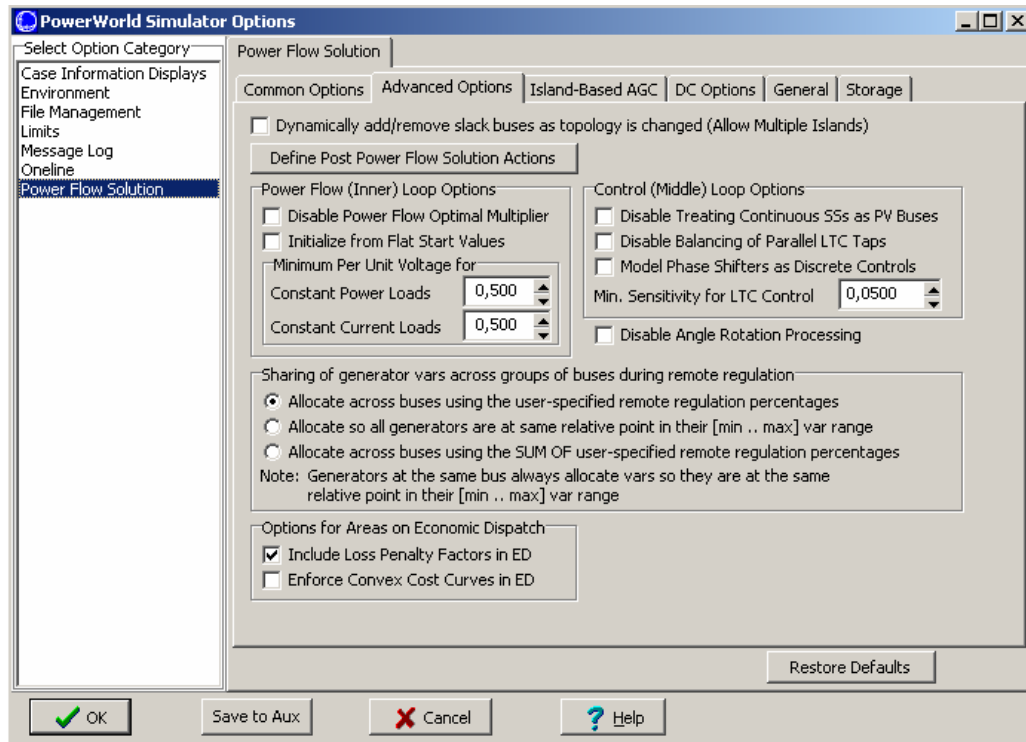 PowerWorld Simulator Options
Select Option Category
Case Information Displays
Environment
File Management
Limits
Message Log
Oneline
Power Flow Solution
Power Flow Solution
Common Options
Advanced Options
Island-Based AGC
DC Options
General
Storage
Dynamically add/remove slack buses as topology is changed (Allow Multiple Islands)
Define Post Power Flow Solution Actions
Power Flow (Inner) Loop Options
Disable Power Flow Optimal Multiplier
Initialize from Flat Start Values
Minimum Per Unit Voltage for
Constant Power Loads 0,500
Constant Current Loads 0,500
Control (Middle) Loop Options
Disable Treating Continuous SSs as PV Buses
Disable Balancing of Parallel LTC Taps
Model Phase Shifters as Discrete Controls
Min. Sensitivity for LTC Control 0,0500
Disable Angle Rotation Processing
Sharing of generator vars across groups of buses during remote regulation
Allocate across buses using the user-specified remote regulation percentages
Allocate so all generators are at same relative point in their [min .. max] var range
Allocate across buses using the SUM OF user-specified remote regulation percentages
Note: Generators at the same bus always allocate vars so they are at the same
relative point in their [min .. max] var range
Options for Areas on Economic Dispatch
Include Loss Penalty Factors in ED
Enforce Convex Cost Curves in ED
Restore Defaults
OK
Save to Aux
Cancel
Help